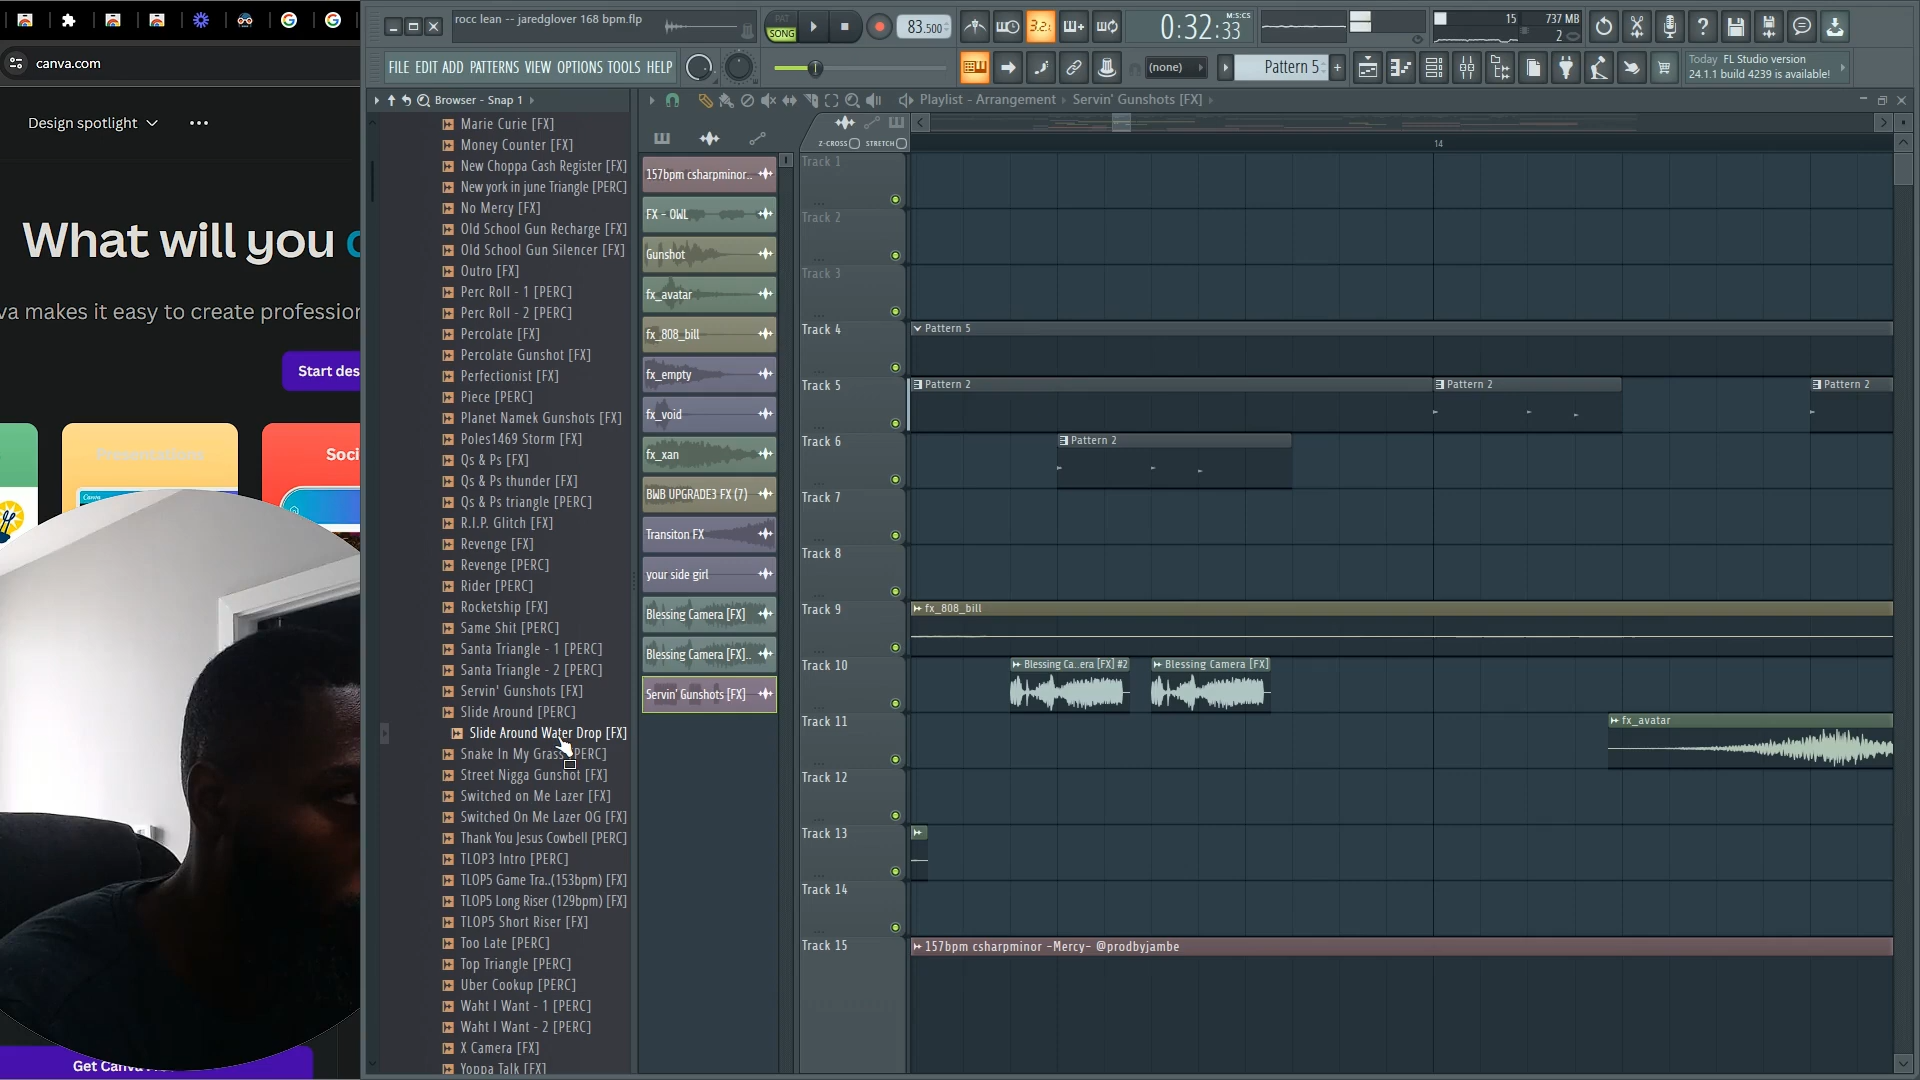 canva.com
Design spotlight
What will you
va makes it easy to create profession
Start des
Presentations
Soci
Canva
rocc lean -- jaredglover 168 bpm.flp
PAT
SONG
83.500
3.2.
0:32:33
M:S:CS
15
737 MB
2
FILE EDIT ADD PATTERNS VIEW OPTIONS TOOLS HELP
(none)
Pattern 5
+
Today FL Studio version
24.1.1 build 4239 is available!
Browser - Snap 1
Playlist - Arrangement
Servin' Gunshots [FX]
Z-CROSS
STRETCH
14
Marie Curie [FX]
Money Counter [FX]
New Choppa Cash Register [FX]
New york in june Triangle [PERC]
No Mercy [FX]
Old School Gun Recharge [FX]
Old School Gun Silencer [FX]
Outro [FX]
Perc Roll - 1 [PERC]
Perc Roll - 2 [PERC]
Percolate [FX]
Percolate Gunshot [FX]
Perfectionist [FX]
Piece [PERC]
Planet Namek Gunshots [FX]
Poles1469 Storm [FX]
Qs & Ps [FX]
Qs & Ps thunder [FX]
Qs & Ps triangle [PERC]
R.I.P. Glitch [FX]
Revenge [FX]
Revenge [PERC]
Rider [PERC]
Rocketship [FX]
Same Shit [PERC]
Santa Triangle - 1 [PERC]
Santa Triangle - 2 [PERC]
Servin' Gunshots [FX]
Slide Around [PERC]
Slide Around Water Drop [FX]
Snake In My Grass [PERC]
Street Nigga Gunshot [FX]
Switched on Me Lazer [FX]
Switched On Me Lazer OG [FX]
Thank You Jesus Cowbell [PERC]
TLOP3 Intro [PERC]
TLOP5 Game Tra..(153bpm) [FX]
TLOP5 Long Riser (129bpm) [FX]
TLOP5 Short Riser [FX]
Too Late [PERC]
Top Triangle [PERC]
Uber Cookup [PERC]
Waht I Want - 1 [PERC]
Waht I Want - 2 [PERC]
X Camera [FX]
Yoppa Talk [FX]
157bpm csharpminor..
FX - OWL
Gunshot
fx_avatar
fx_808_bill
fx_empty
fx_void
fx_xan
BWB UPGRADE3 FX (7)
Transiton FX
your side girl
Blessing Camera [FX]
Blessing Camera [FX]..
Servin' Gunshots [FX]
Track 1
Track 2
Track 3
Track 4
Pattern 5
Track 5
Pattern 2
Pattern 2
Pattern 2
Track 6
Pattern 2
Track 7
Track 8
Track 9
fx_808_bill
Track 10
Blessing Ca..era [FX] #2
Blessing Camera [FX]
Track 11
fx_avatar
Track 12
Track 13
Track 14
Track 15
157bpm csharpminor -Mercy- @prodbyjambe